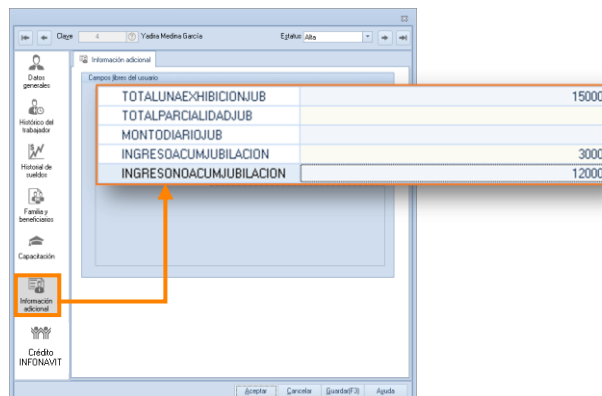 Clave 4 Yadira Medina García Estatus Alta
Datos generales
Histórico del trabajador
Historial de sueldos
Familia y beneficiarios
Capacitación
Información adicional
Crédito INFONAVIT
Información adicional
Campos libres del usuario
TOTALUNAEXHIBICIONJUB 15000
TOTALPARCIALIDADJUB
MONTODIARIOJUB
INGRESOACUMJUBILACION 3000
INGRESONOACUMJUBILACION 12000
Aceptar Cancelar Guardar(F3) Ayuda